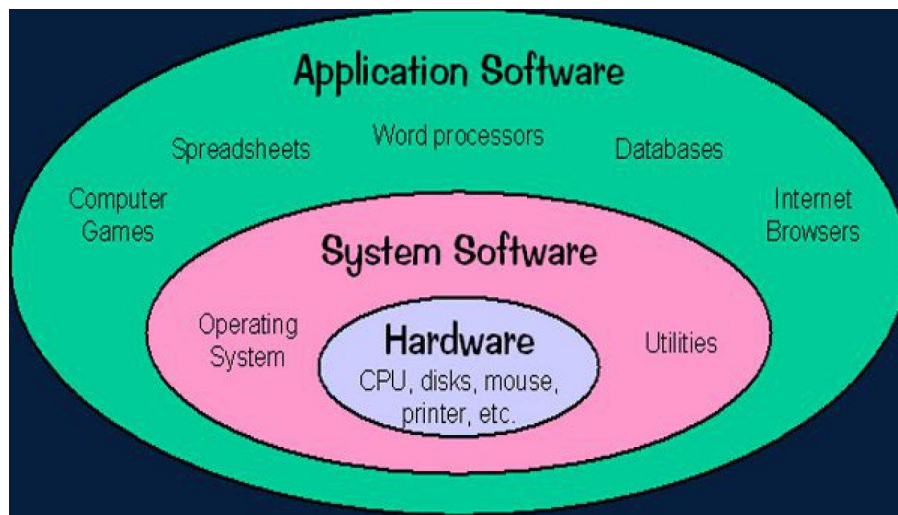 Application Software
Word processors
Spreadsheets
Databases
Computer
Games
Internet
Browsers
System Software
Operating
System
Utilities
Hardware
CPU, disks, mouse,
printer, etc.